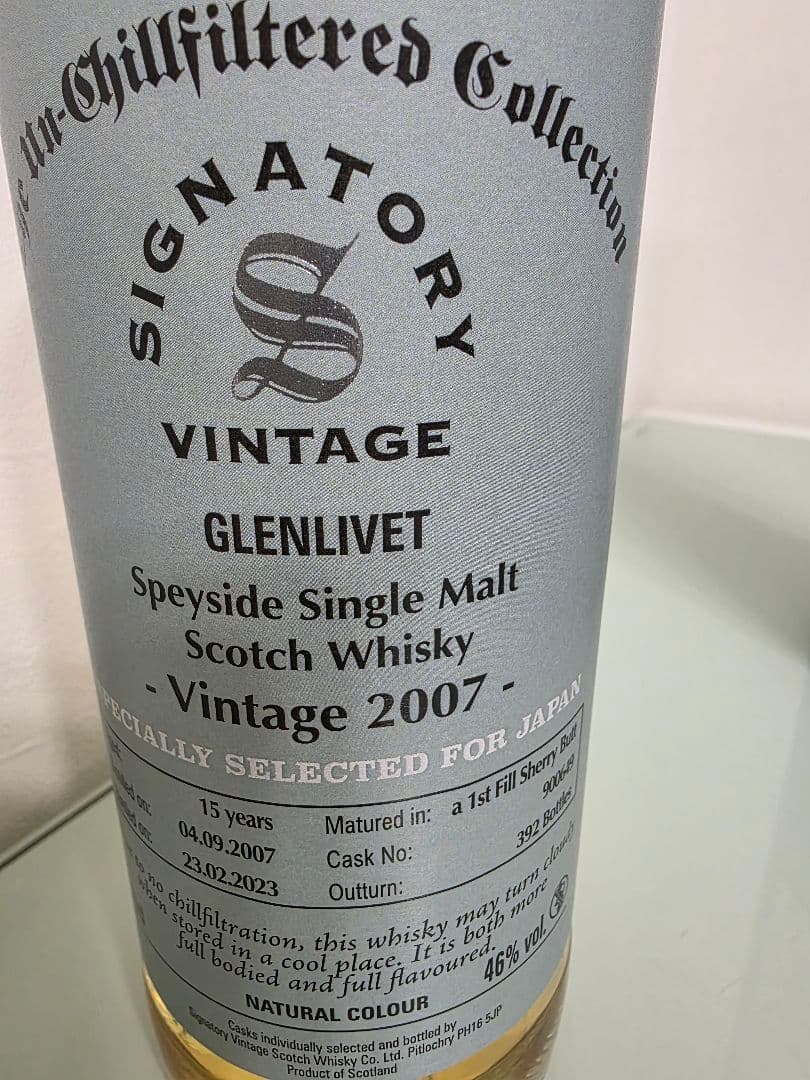 Un-Chillfiltered Collection
SIGNATORY
S
VINTAGE
GLENLIVET
Speyside Single Malt
Scotch Whisky
- Vintage 2007 -
SPECIALLY SELECTED FOR JAPAN
15 years
04.09.2007
23.02.2023
Matured in: a 1st Fill Sherry Butt
Cask No: 900649
Outturn: 392 Bottles
to no chillfiltration, this whisky may turn cloudy
when stored in a cool place. It is both more
full bodied and full flavoured.
46% vol.
NATURAL COLOUR
Casks individually selected and bottled by
Signatory Vintage Scotch Whisky Co. Ltd. Pitlochry PH16 5JP
Product of Scotland